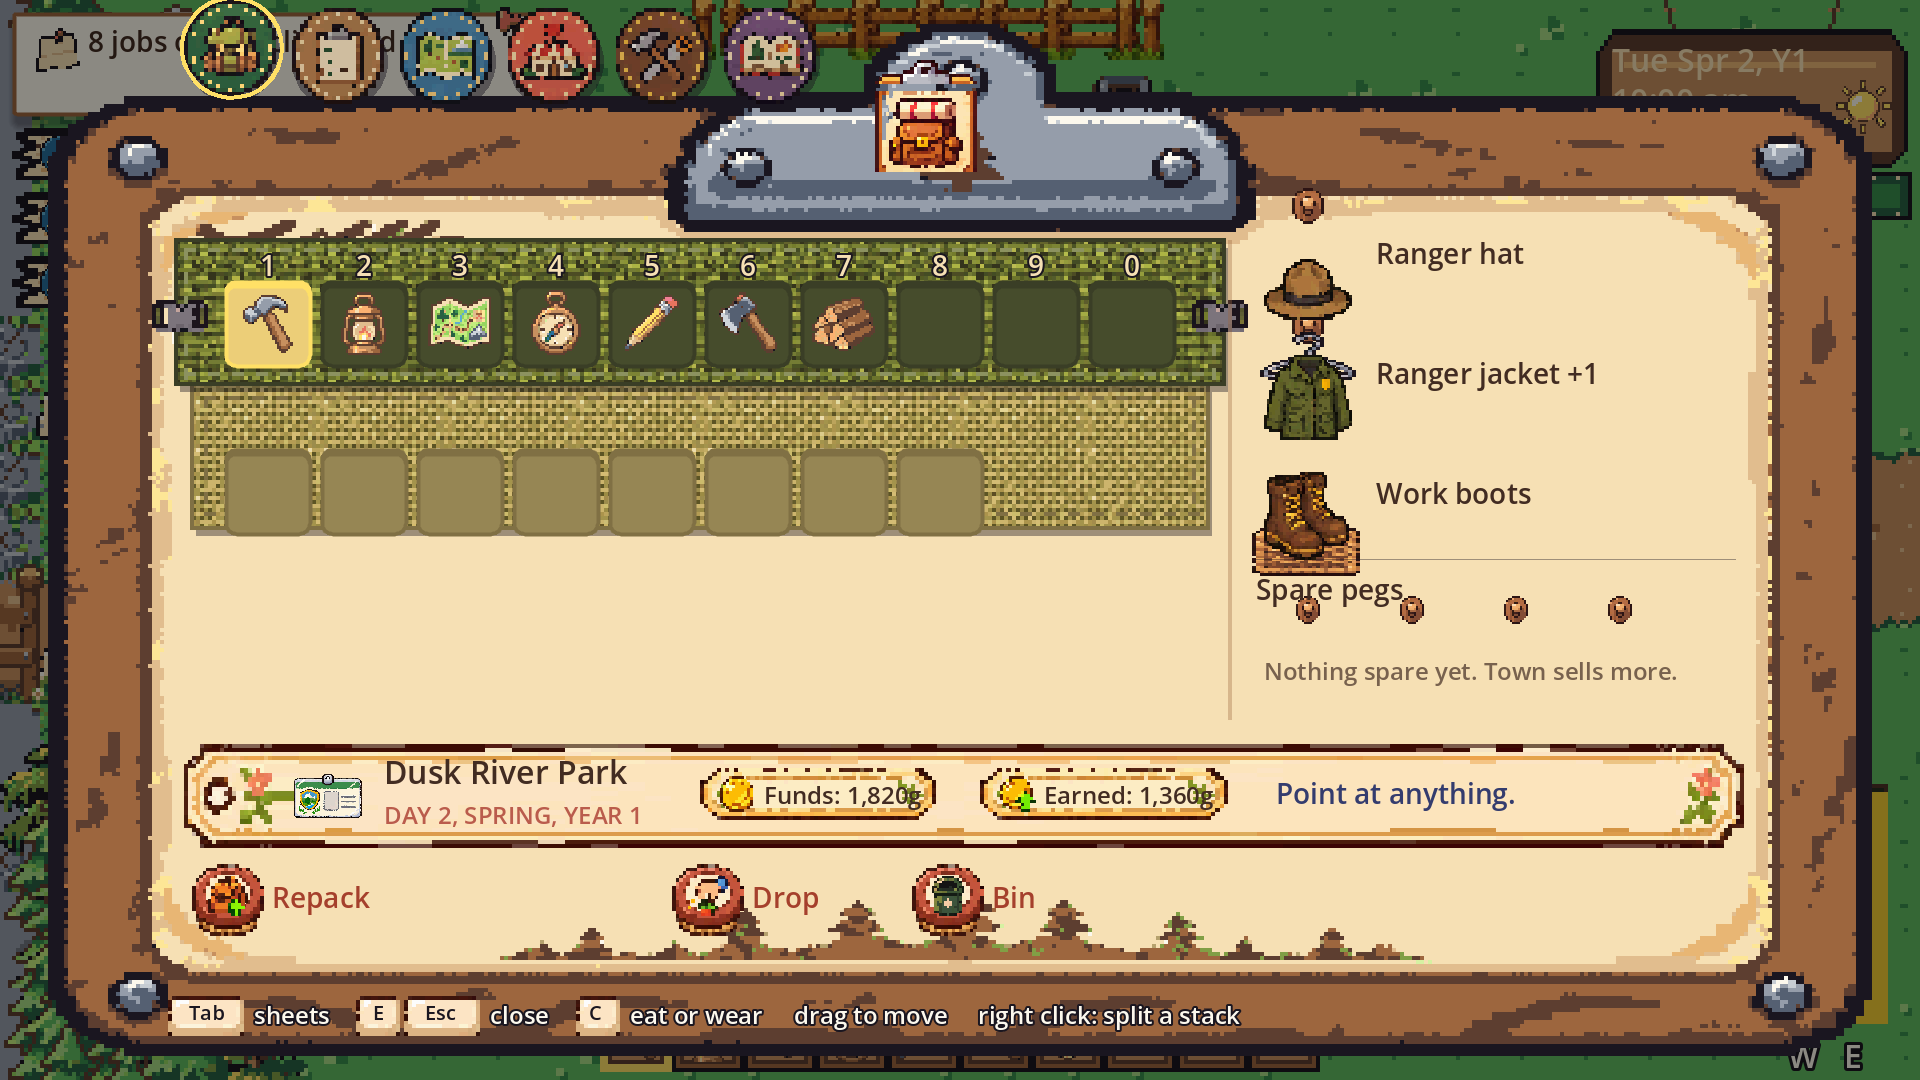 8 jobs
Tue Spr 2, Y1
1 2 3 4 5 6 7 8 9 0
Ranger hat
Ranger jacket +1
Work boots
Spare pegs
Nothing spare yet. Town sells more.
Dusk River Park
DAY 2, SPRING, YEAR 1
Funds: 1,820g
Earned: 1,360g
Point at anything.
Repack
Drop
Bin
Tab sheets E Esc close C eat or wear drag to move right click: split a stack
W E